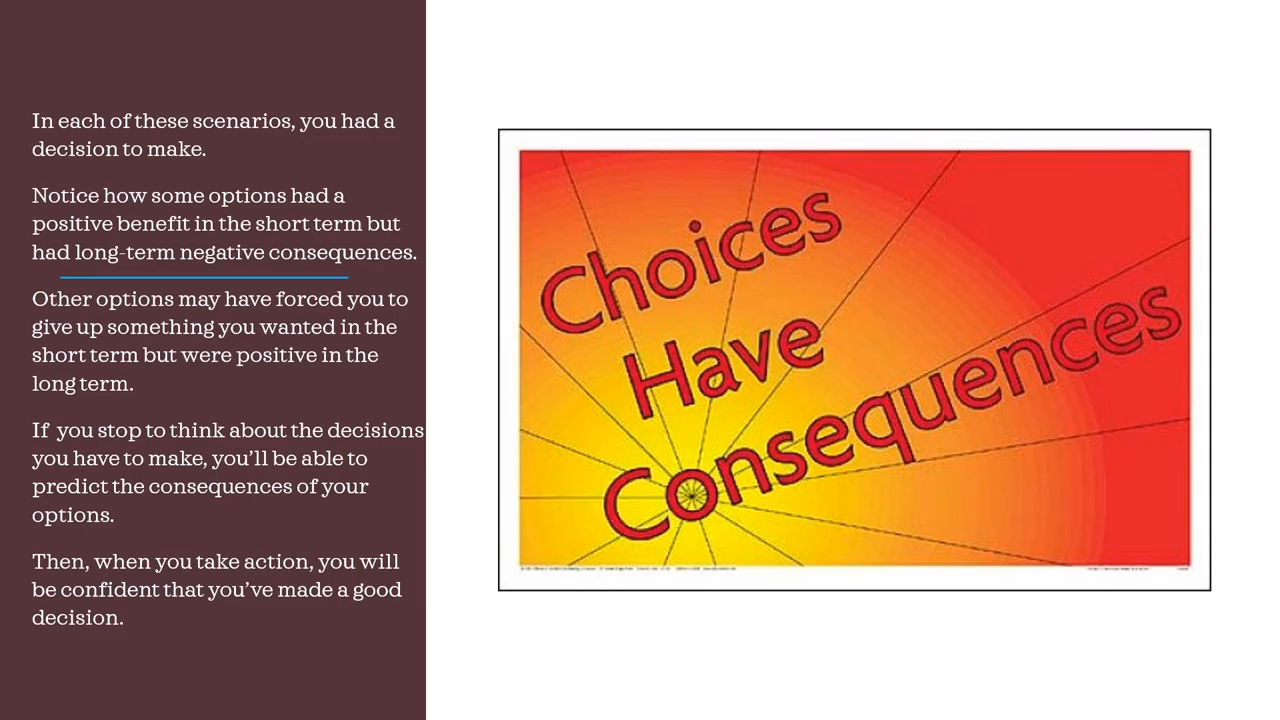 In each of these scenarios, you had a
decision to make.
Notice how some options had a
positive benefit in the short term but
had long-term negative consequences.
Other options may have forced you to
give up something you wanted in the
short term but were positive in the
long term.
If you stop to think about the decisions
you have to make, you’ll be able to
predict the consequences of your
options.
Then, when you take action, you will
be confident that you’ve made a good
decision.
Choices
Have
Consequences